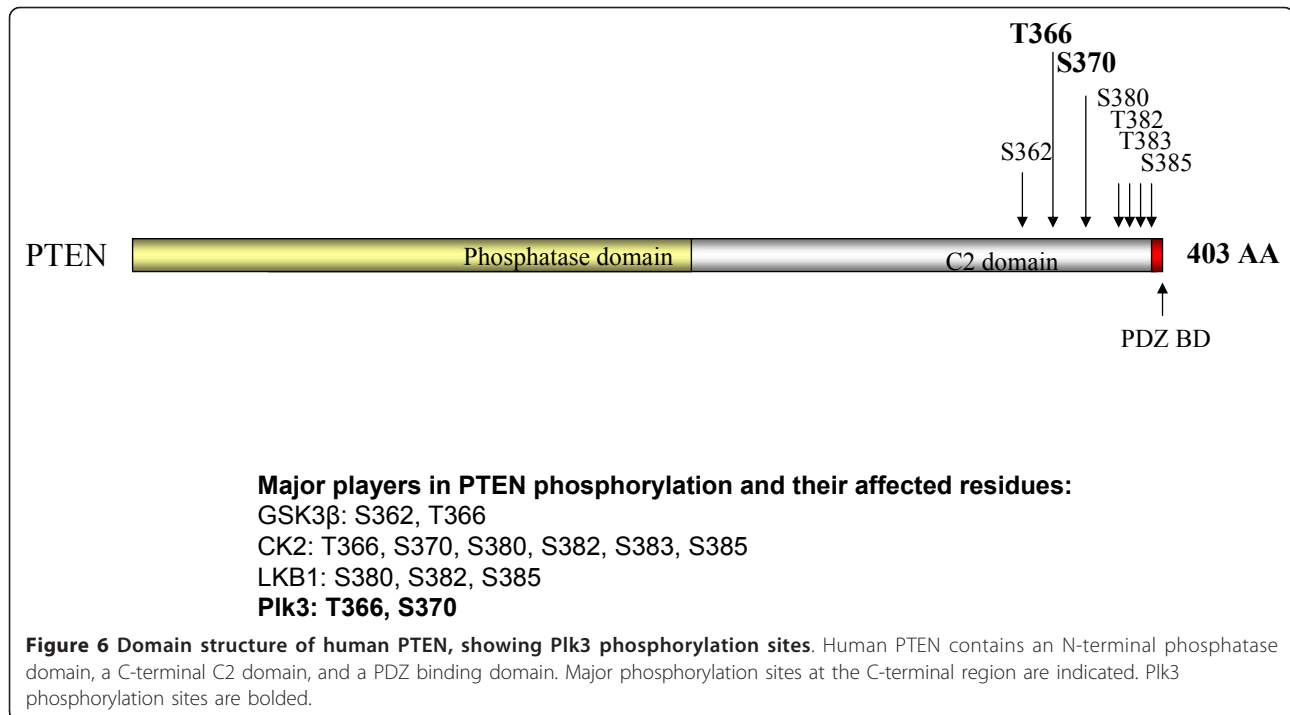 T366
S370
S380
T382
T383
S362
S385
PTEN
Phosphatase domain
C2 domain
403 AA
PDZ BD
Major players in PTEN phosphorylation and their affected residues:
GSK3β: S362, T366
CK2: T366, S370, S380, S382, S383, S385
LKB1: S380, S382, S385
Plk3: T366, S370
Figure 6 Domain structure of human PTEN, showing Plk3 phosphorylation sites. Human PTEN contains an N-terminal phosphatase
domain, a C-terminal C2 domain, and a PDZ binding domain. Major phosphorylation sites at the C-terminal region are indicated. Plk3
phosphorylation sites are bolded.